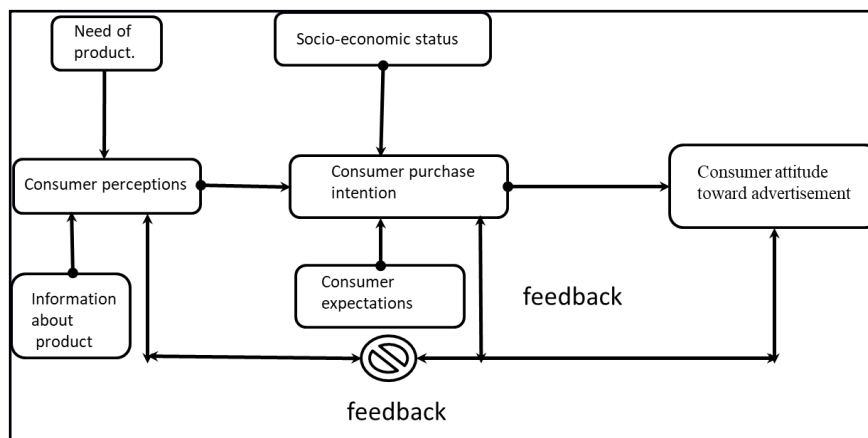 Need of
product.
Socio-economic status
Consumer perceptions
Consumer purchase
intention
Consumer attitude
toward advertisement
Information
about
product
Consumer
expectations
feedback
feedback